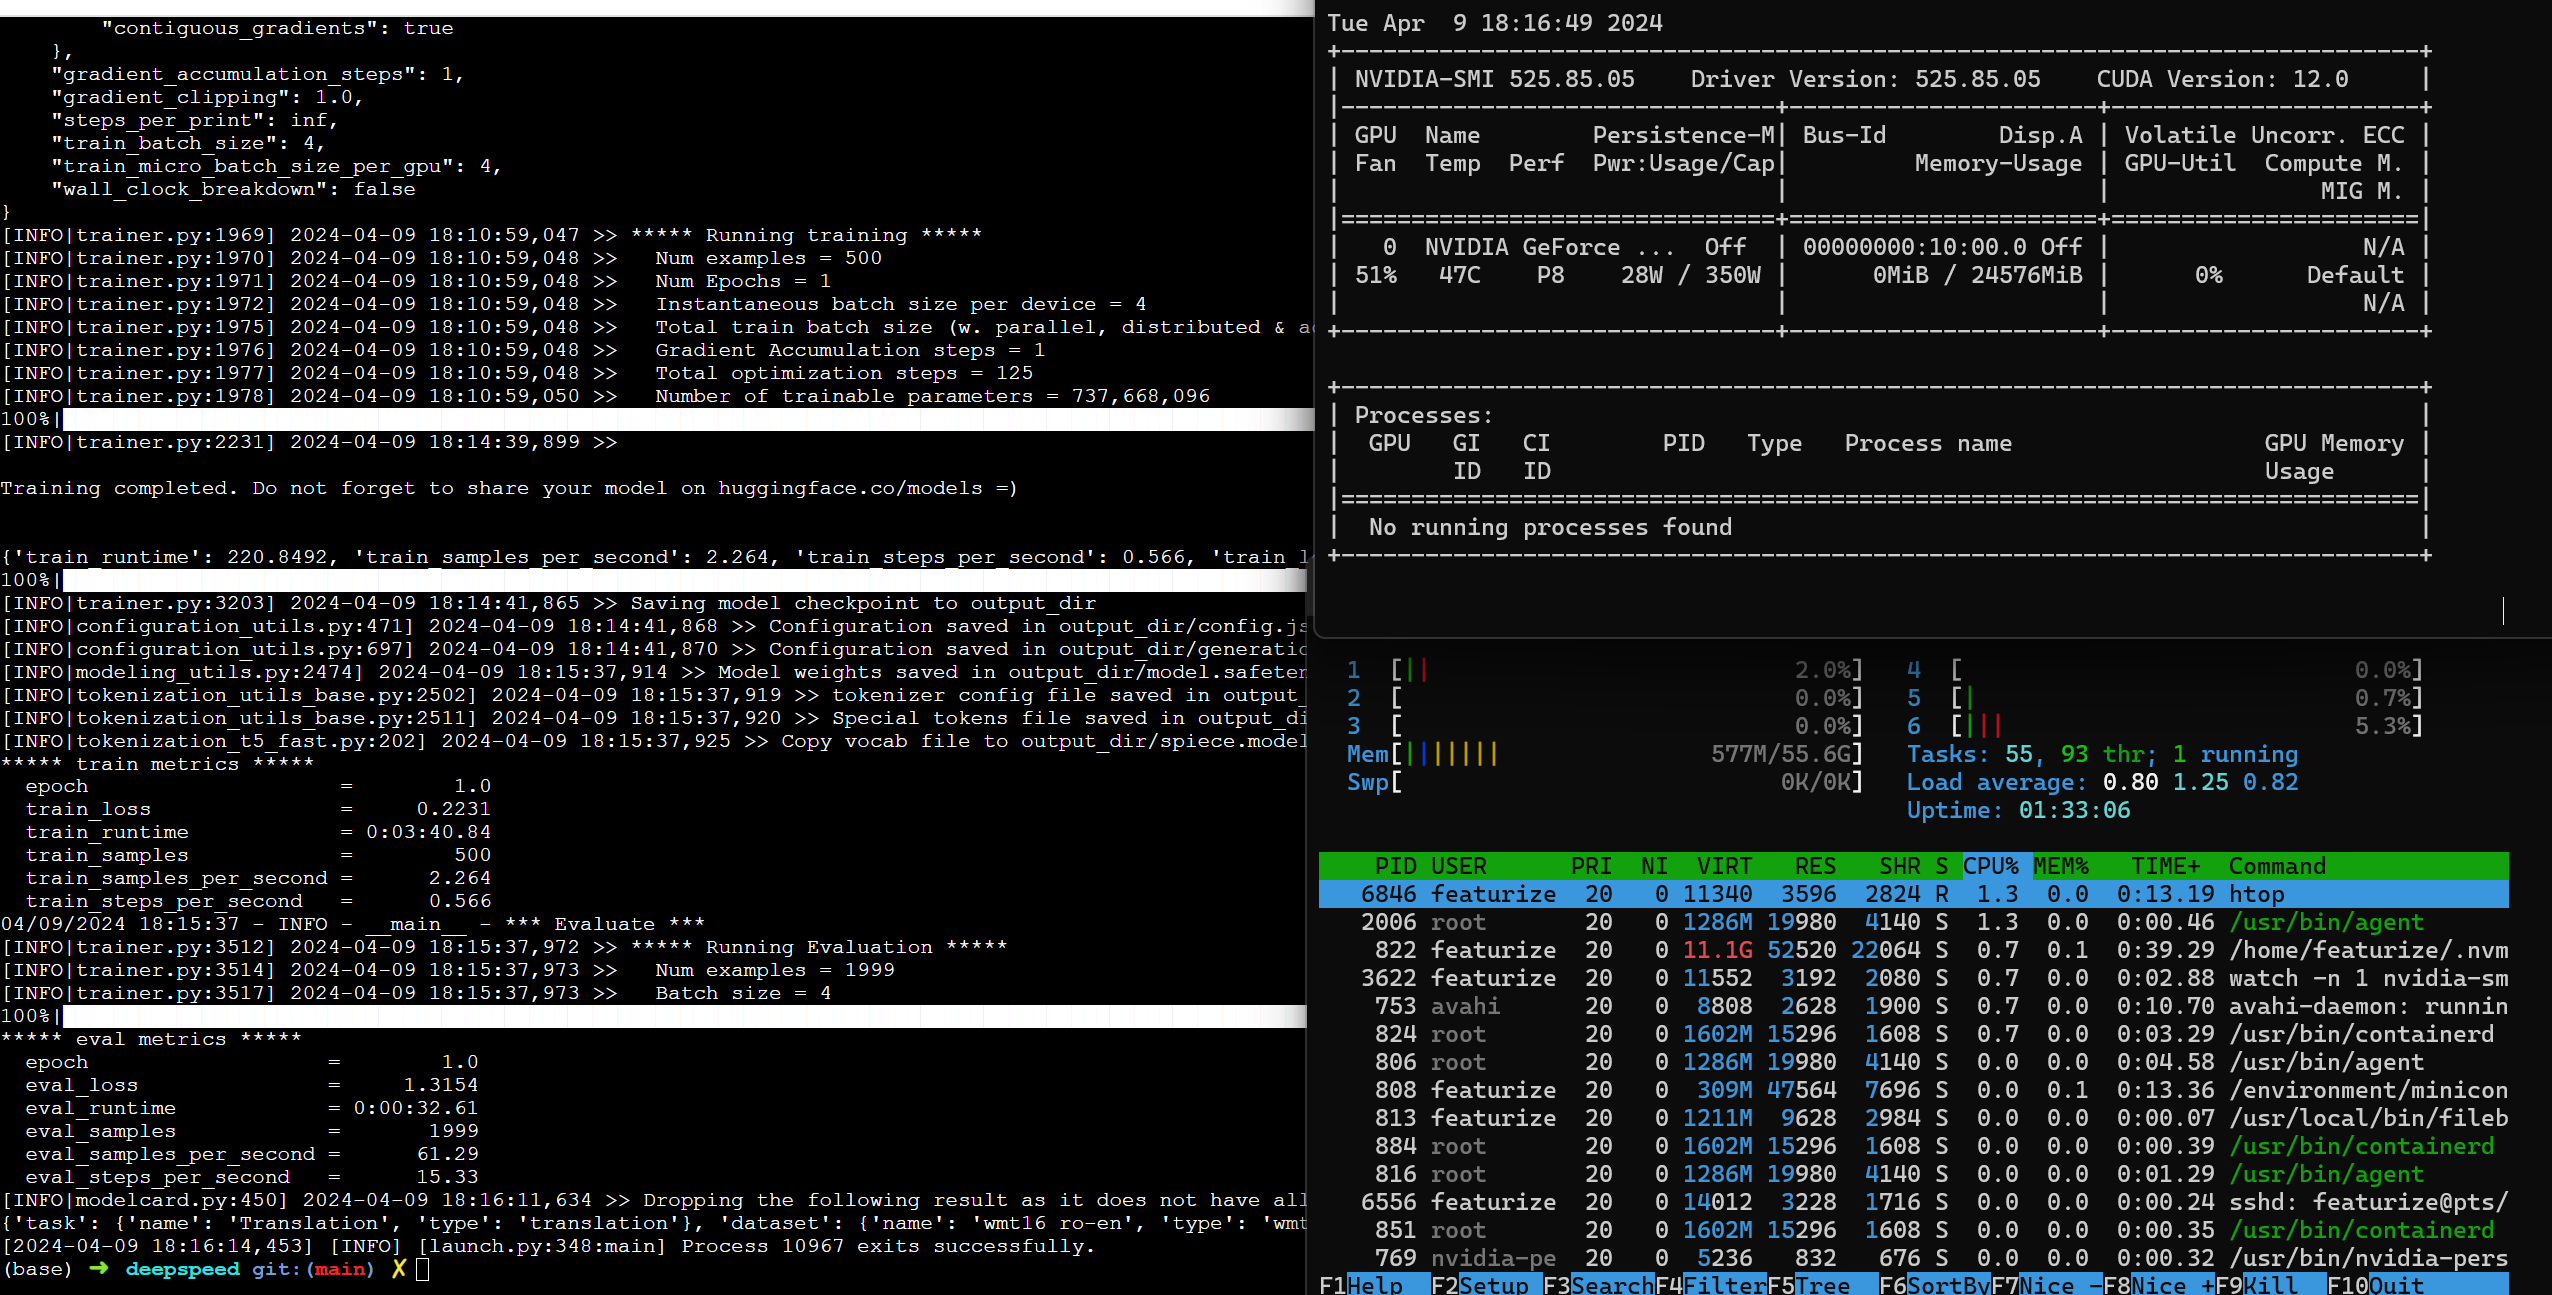 "contiguous_gradients": true
    },
    "gradient_accumulation_steps": 1,
    "gradient_clipping": 1.0,
    "steps_per_print": inf,
    "train_batch_size": 4,
    "train_micro_batch_size_per_gpu": 4,
    "wall_clock_breakdown": false
}
[INFO|trainer.py:1969] 2024-04-09 18:10:59,047 >> ***** Running training *****
[INFO|trainer.py:1970] 2024-04-09 18:10:59,048 >>   Num examples = 500
[INFO|trainer.py:1971] 2024-04-09 18:10:59,048 >>   Num Epochs = 1
[INFO|trainer.py:1972] 2024-04-09 18:10:59,048 >>   Instantaneous batch size per device = 4
[INFO|trainer.py:1975] 2024-04-09 18:10:59,048 >>   Total train batch size (w. parallel, distributed & a
[INFO|trainer.py:1976] 2024-04-09 18:10:59,048 >>   Gradient Accumulation steps = 1
[INFO|trainer.py:1977] 2024-04-09 18:10:59,048 >>   Total optimization steps = 125
[INFO|trainer.py:1978] 2024-04-09 18:10:59,050 >>   Number of trainable parameters = 737,668,096
100%|
[INFO|trainer.py:2231] 2024-04-09 18:14:39,899 >>
Training completed. Do not forget to share your model on huggingface.co/models =)
{'train_runtime': 220.8492, 'train_samples_per_second': 2.264, 'train_steps_per_second': 0.566, 'train_l
100%|
[INFO|trainer.py:3203] 2024-04-09 18:14:41,865 >> Saving model checkpoint to output_dir
[INFO|configuration_utils.py:471] 2024-04-09 18:14:41,868 >> Configuration saved in output_dir/config.js
[INFO|configuration_utils.py:697] 2024-04-09 18:14:41,870 >> Configuration saved in output_dir/generatio
[INFO|modeling_utils.py:2474] 2024-04-09 18:15:37,914 >> Model weights saved in output_dir/model.safeten
[INFO|tokenization_utils_base.py:2502] 2024-04-09 18:15:37,919 >> tokenizer config file saved in output_
[INFO|tokenization_utils_base.py:2511] 2024-04-09 18:15:37,920 >> Special tokens file saved in output_di
[INFO|tokenization_t5_fast.py:202] 2024-04-09 18:15:37,925 >> Copy vocab file to output_dir/spiece.model
***** train metrics *****
  epoch                    =        1.0
  train_loss               =     0.2231
  train_runtime            = 0:03:40.84
  train_samples            =        500
  train_samples_per_second =      2.264
  train_steps_per_second   =      0.566
04/09/2024 18:15:37 - INFO - __main__ - *** Evaluate ***
[INFO|trainer.py:3512] 2024-04-09 18:15:37,972 >> ***** Running Evaluation *****
[INFO|trainer.py:3514] 2024-04-09 18:15:37,973 >>   Num examples = 1999
[INFO|trainer.py:3517] 2024-04-09 18:15:37,973 >>   Batch size = 4
100%|
***** eval metrics *****
  epoch                   =        1.0
  eval_loss               =     1.3154
  eval_runtime            = 0:00:32.61
  eval_samples            =       1999
  eval_samples_per_second =      61.29
  eval_steps_per_second   =      15.33
[INFO|modelcard.py:450] 2024-04-09 18:16:11,634 >> Dropping the following result as it does not have all
{'task': {'name': 'Translation', 'type': 'translation'}, 'dataset': {'name': 'wmt16 ro-en', 'type': 'wmt
[2024-04-09 18:16:14,453] [INFO] [launch.py:348:main] Process 10967 exits successfully.
(base) ➜ deepspeed git:(main) ✗
Tue Apr  9 18:16:49 2024
| NVIDIA-SMI 525.85.05    Driver Version: 525.85.05    CUDA Version: 12.0     |
| GPU  Name        Persistence-M| Bus-Id        Disp.A | Volatile Uncorr. ECC |
| Fan  Temp  Perf  Pwr:Usage/Cap|         Memory-Usage | GPU-Util  Compute M. |
|                               |                      |               MIG M. |
|   0  NVIDIA GeForce ...  Off  | 00000000:10:00.0 Off |                  N/A |
| 51%   47C    P8    28W / 350W |      0MiB / 24576MiB |      0%      Default |
|                               |                      |                  N/A |
| Processes:                                                                  |
|  GPU   GI   CI        PID   Type   Process name                  GPU Memory |
|        ID   ID                                                   Usage      |
|  No running processes found                                                 |
1 [|| 2.0%] 4 [ 0.0%]
2 [ 0.0%] 5 [| 0.7%]
3 [ 0.0%] 6 [||| 5.3%]
Mem[||||||| 577M/55.6G] Tasks: 55, 93 thr; 1 running
Swp[ 0K/0K] Load average: 0.80 1.25 0.82
Uptime: 01:33:06
PID USER PRI NI VIRT RES SHR S CPU% MEM% TIME+ Command
6846 featurize 20 0 11340 3596 2824 R 1.3 0.0 0:13.19 htop
2006 root 20 0 1286M 19980 4140 S 1.3 0.0 0:00.46 /usr/bin/agent
822 featurize 20 0 11.1G 52520 22064 S 0.7 0.1 0:39.29 /home/featurize/.nvm
3622 featurize 20 0 11552 3192 2080 S 0.7 0.0 0:02.88 watch -n 1 nvidia-sm
753 avahi 20 0 8808 2628 1900 S 0.7 0.0 0:10.70 avahi-daemon: runnin
824 root 20 0 1602M 15296 1608 S 0.7 0.0 0:03.29 /usr/bin/containerd
806 root 20 0 1286M 19980 4140 S 0.0 0.0 0:04.58 /usr/bin/agent
808 featurize 20 0 309M 47564 7696 S 0.0 0.1 0:13.36 /environment/minicon
813 featurize 20 0 1211M 9628 2984 S 0.0 0.0 0:00.07 /usr/local/bin/fileb
884 root 20 0 1602M 15296 1608 S 0.0 0.0 0:00.39 /usr/bin/containerd
816 root 20 0 1286M 19980 4140 S 0.0 0.0 0:01.29 /usr/bin/agent
6556 featurize 20 0 14012 3228 1716 S 0.0 0.0 0:00.24 sshd: featurize@pts/
851 root 20 0 1602M 15296 1608 S 0.0 0.0 0:00.35 /usr/bin/containerd
769 nvidia-pe 20 0 5236 832 676 S 0.0 0.0 0:00.32 /usr/bin/nvidia-pers
F1Help F2Setup F3SearchF4FilterF5Tree F6SortByF7Nice -F8Nice +F9Kill F10Quit